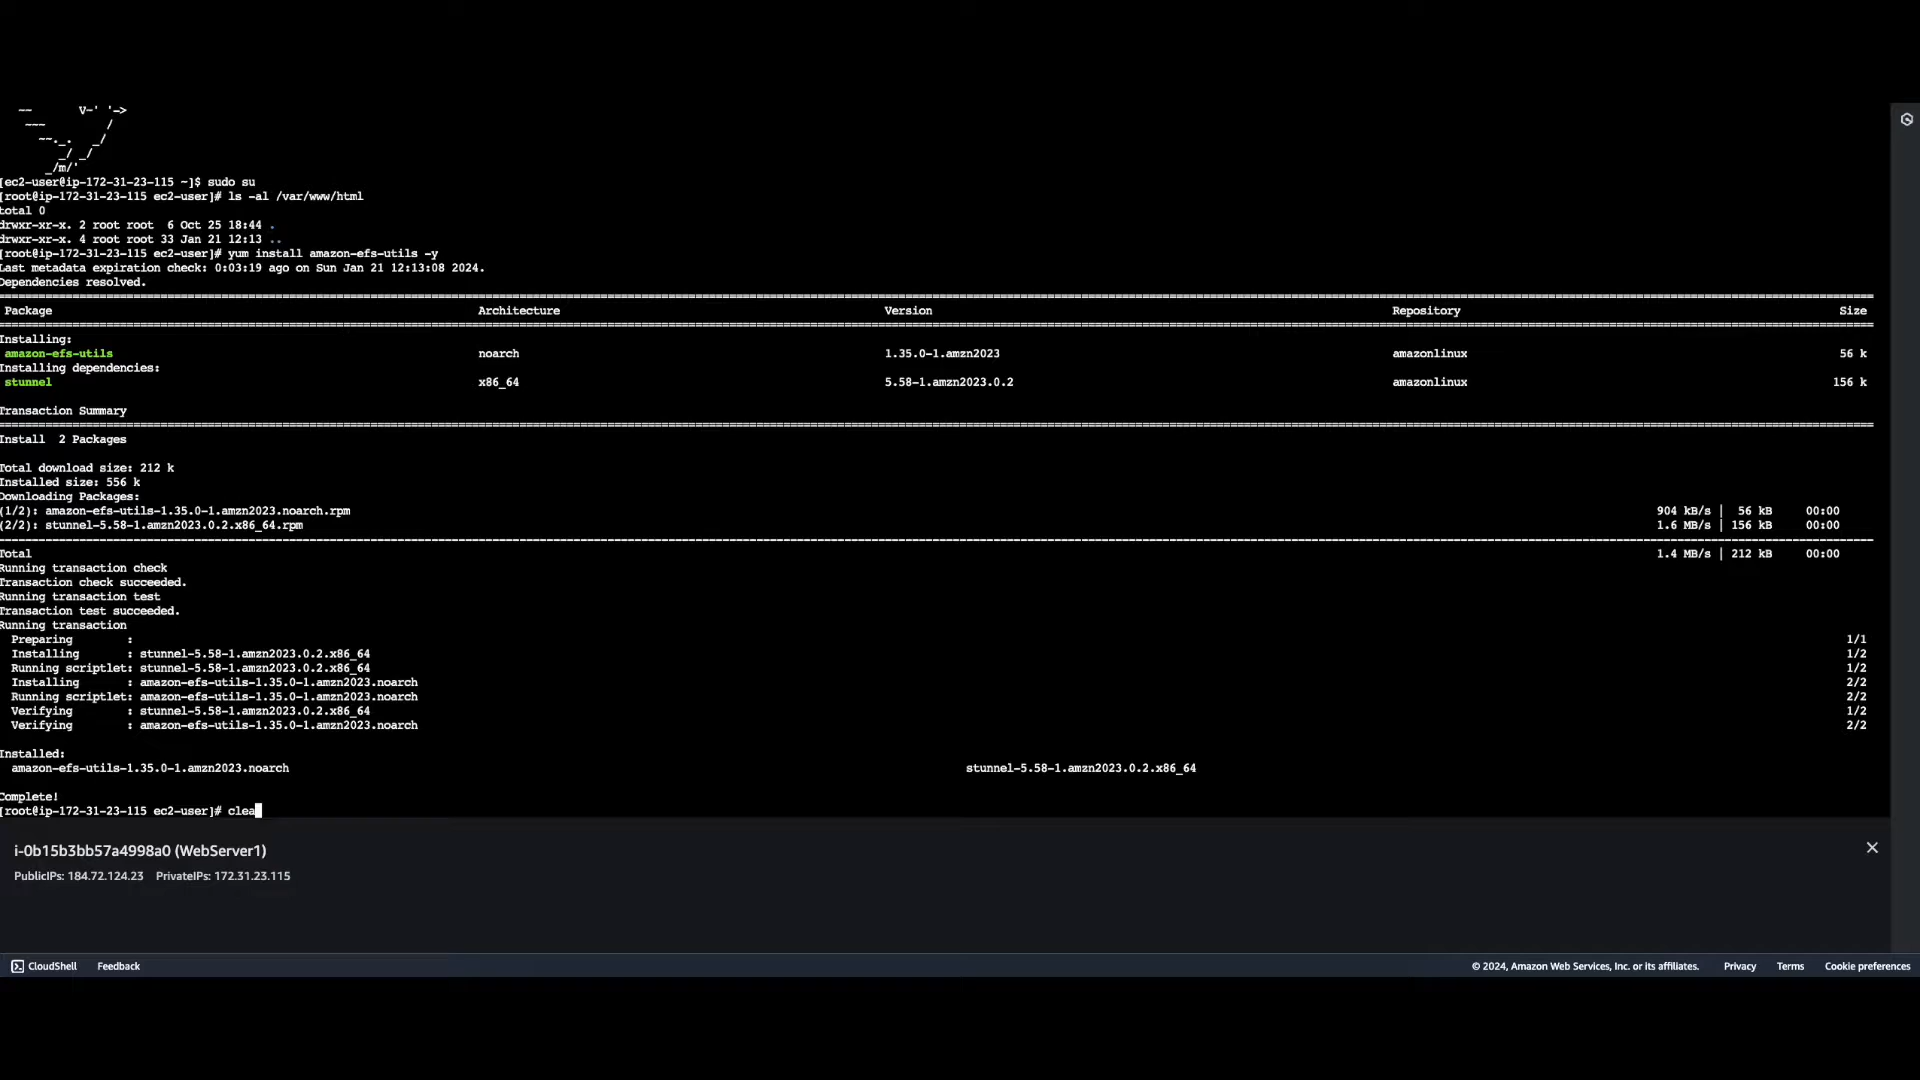 ~~ V~' '->
~~~ /
~~._. _/
_/ _/
_/m/'
[ec2-user@ip-172-31-23-115 ~]$ sudo su
[root@ip-172-31-23-115 ec2-user]# ls -al /var/www/html
total 0
drwxr-xr-x. 2 root root 6 Oct 25 18:44 .
drwxr-xr-x. 4 root root 33 Jan 21 12:13 ..
[root@ip-172-31-23-115 ec2-user]# yum install amazon-efs-utils -y
Last metadata expiration check: 0:03:19 ago on Sun Jan 21 12:13:08 2024.
Dependencies resolved.
Package Architecture Version Repository Size
Installing:
amazon-efs-utils noarch 1.35.0-1.amzn2023 amazonlinux 56 k
Installing dependencies:
stunnel x86_64 5.58-1.amzn2023.0.2 amazonlinux 156 k
Transaction Summary
Install 2 Packages
Total download size: 212 k
Installed size: 556 k
Downloading Packages:
(1/2): amazon-efs-utils-1.35.0-1.amzn2023.noarch.rpm 904 kB/s | 56 kB 00:00
(2/2): stunnel-5.58-1.amzn2023.0.2.x86_64.rpm 1.6 MB/s | 156 kB 00:00
Total 1.4 MB/s | 212 kB 00:00
Running transaction check
Transaction check succeeded.
Running transaction test
Transaction test succeeded.
Running transaction
Preparing : 1/1
Installing : stunnel-5.58-1.amzn2023.0.2.x86_64 1/2
Running scriptlet: stunnel-5.58-1.amzn2023.0.2.x86_64 1/2
Installing : amazon-efs-utils-1.35.0-1.amzn2023.noarch 2/2
Running scriptlet: amazon-efs-utils-1.35.0-1.amzn2023.noarch 2/2
Verifying : stunnel-5.58-1.amzn2023.0.2.x86_64 1/2
Verifying : amazon-efs-utils-1.35.0-1.amzn2023.noarch 2/2
Installed:
amazon-efs-utils-1.35.0-1.amzn2023.noarch stunnel-5.58-1.amzn2023.0.2.x86_64
Complete!
[root@ip-172-31-23-115 ec2-user]# clea
i-0b15b3bb57a4998a0 (WebServer1)
PublicIPs: 184.72.124.23 PrivateIPs: 172.31.23.115
CloudShell Feedback © 2024, Amazon Web Services, Inc. or its affiliates. Privacy Terms Cookie preferences